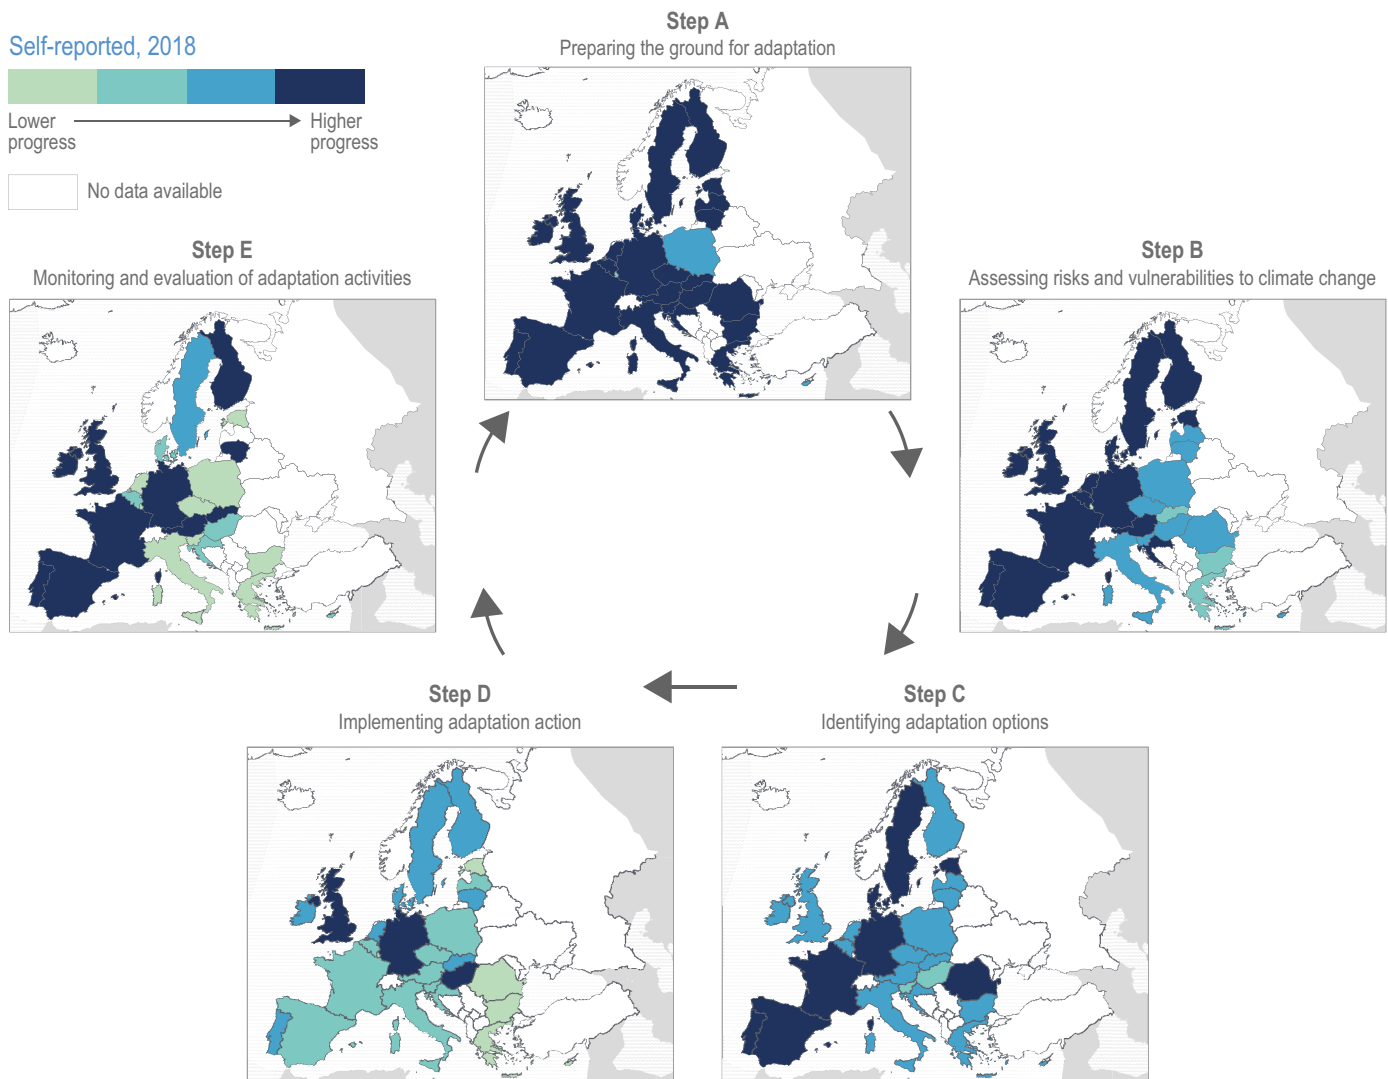 Self-reported, 2018
Lower
progress
Higher
progress
No data available
Step A
Preparing the ground for adaptation
Step B
Assessing risks and vulnerabilities to climate change
Step C
Identifying adaptation options
Step D
Implementing adaptation action
Step E
Monitoring and evaluation of adaptation activities